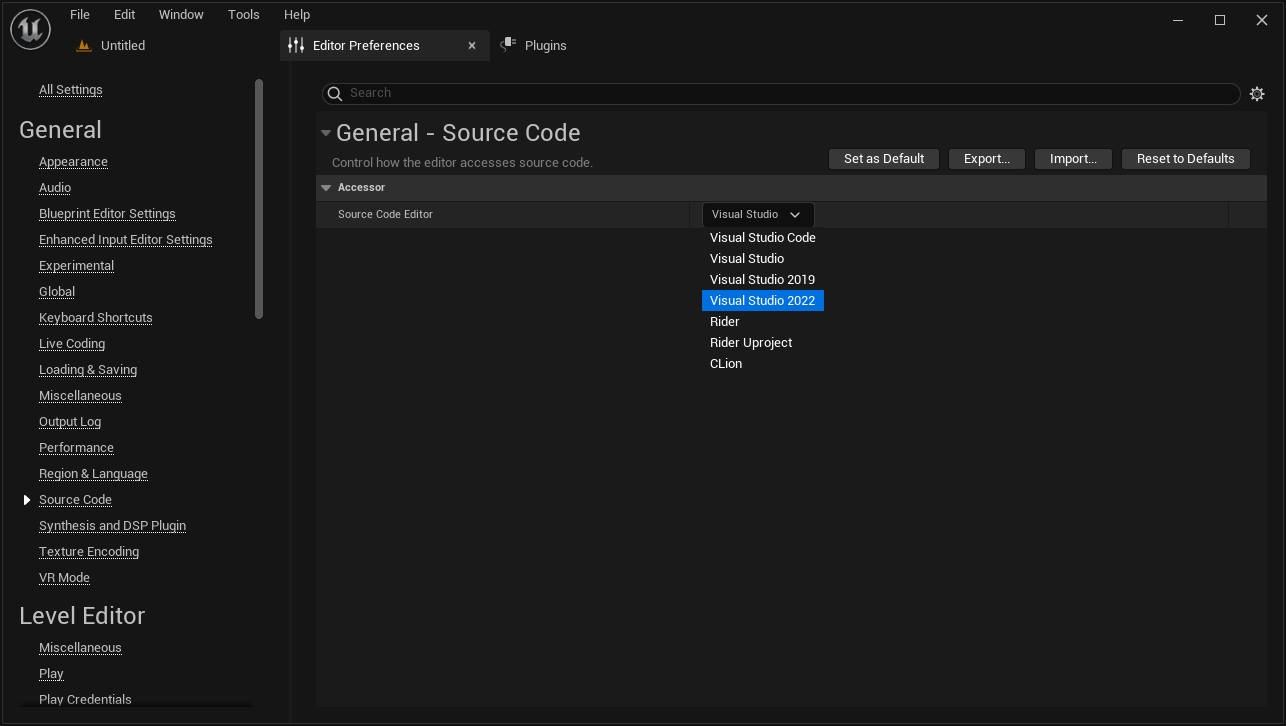 File Edit Window Tools Help
Untitled Editor Preferences Plugins
All Settings
General
Appearance
Audio
Blueprint Editor Settings
Enhanced Input Editor Settings
Experimental
Global
Keyboard Shortcuts
Live Coding
Loading & Saving
Miscellaneous
Output Log
Performance
Region & Language
Source Code
Synthesis and DSP Plugin
Texture Encoding
VR Mode
Level Editor
Miscellaneous
Play
Play Credentials
Search
General - Source Code
Control how the editor accesses source code.
Set as Default Export... Import... Reset to Defaults
Accessor
Source Code Editor Visual Studio
Visual Studio Code
Visual Studio
Visual Studio 2019
Visual Studio 2022
Rider
Rider Uproject
CLion